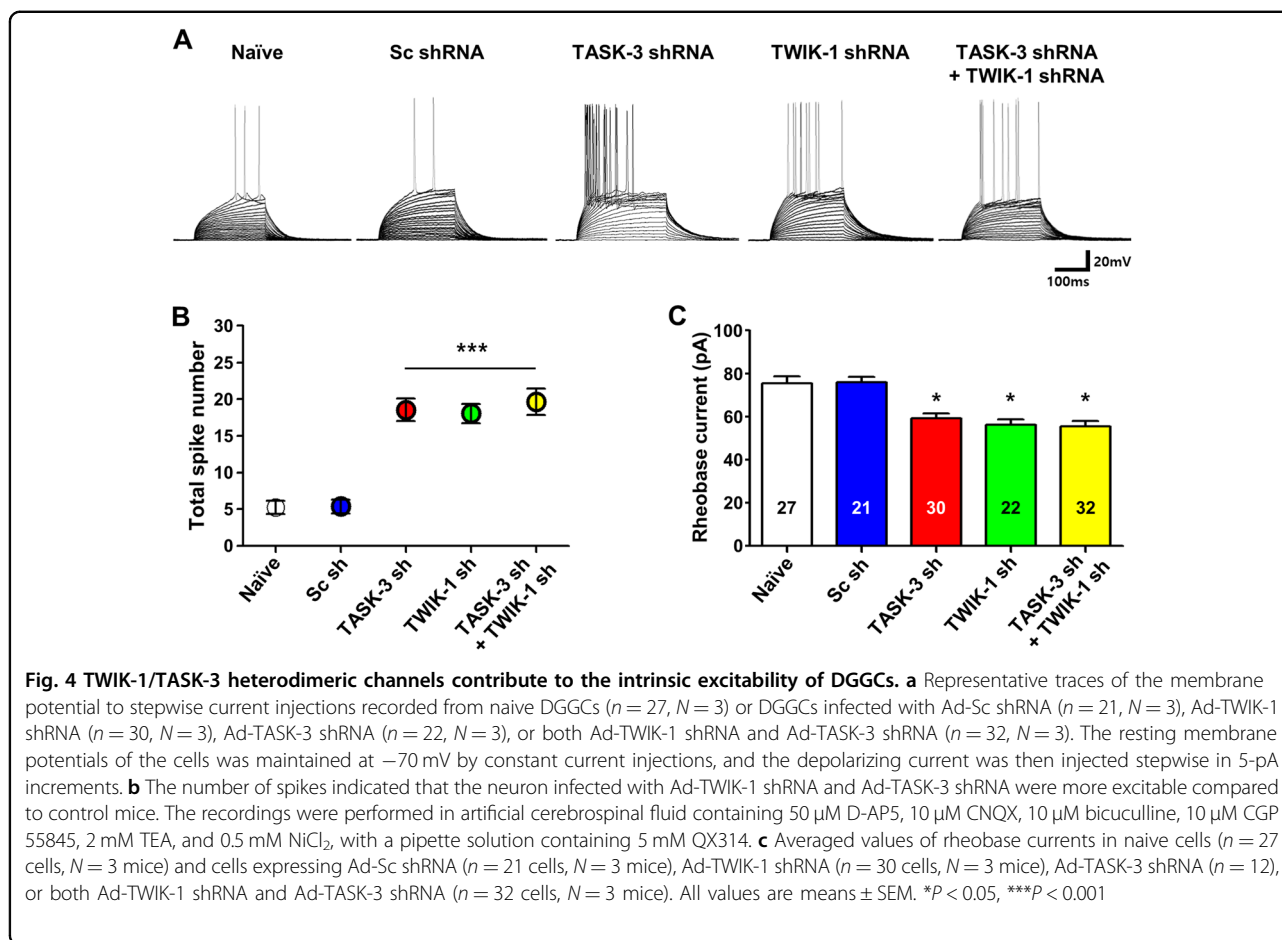 A
Naïve
Sc shRNA
TASK-3 shRNA
TWIK-1 shRNA
TASK-3 shRNA
+ TWIK-1 shRNA
20mV
100ms
B
Total spike number
30
25
20
15
10
5
0
***
Naïve
Sc sh
TASK-3 sh
TWIK-1 sh
TASK-3 sh
+ TWIK-1 sh
C
Rheobase current (pA)
100
80
60
40
20
0
*
*
*
27
21
30
22
32
Naïve
Sc sh
TASK-3 sh
TWIK-1 sh
TASK-3 sh
+ TWIK-1 sh
Fig. 4 TWIK-1/TASK-3 heterodimeric channels contribute to the intrinsic excitability of DGGCs. a Representative traces of the membrane
potential to stepwise current injections recorded from naive DGGCs (n = 27, N = 3) or DGGCs infected with Ad-Sc shRNA (n = 21, N = 3), Ad-TWIK-1
shRNA (n = 30, N = 3), Ad-TASK-3 shRNA (n = 22, N = 3), or both Ad-TWIK-1 shRNA and Ad-TASK-3 shRNA (n = 32, N = 3). The resting membrane
potentials of the cells was maintained at −70 mV by constant current injections, and the depolarizing current was then injected stepwise in 5-pA
increments. b The number of spikes indicated that the neuron infected with Ad-TWIK-1 shRNA and Ad-TASK-3 shRNA were more excitable compared
to control mice. The recordings were performed in artificial cerebrospinal fluid containing 50 µM D-AP5, 10 µM CNQX, 10 µM bicuculline, 10 µM CGP
55845, 2 mM TEA, and 0.5 mM NiCl₂, with a pipette solution containing 5 mM QX314. c Averaged values of rheobase currents in naive cells (n = 27
cells, N = 3 mice) and cells expressing Ad-Sc shRNA (n = 21 cells, N = 3 mice), Ad-TWIK-1 shRNA (n = 30 cells, N = 3 mice), Ad-TASK-3 shRNA (n = 12),
or both Ad-TWIK-1 shRNA and Ad-TASK-3 shRNA (n = 32 cells, N = 3 mice). All values are means ± SEM. *P < 0.05, ***P < 0.001